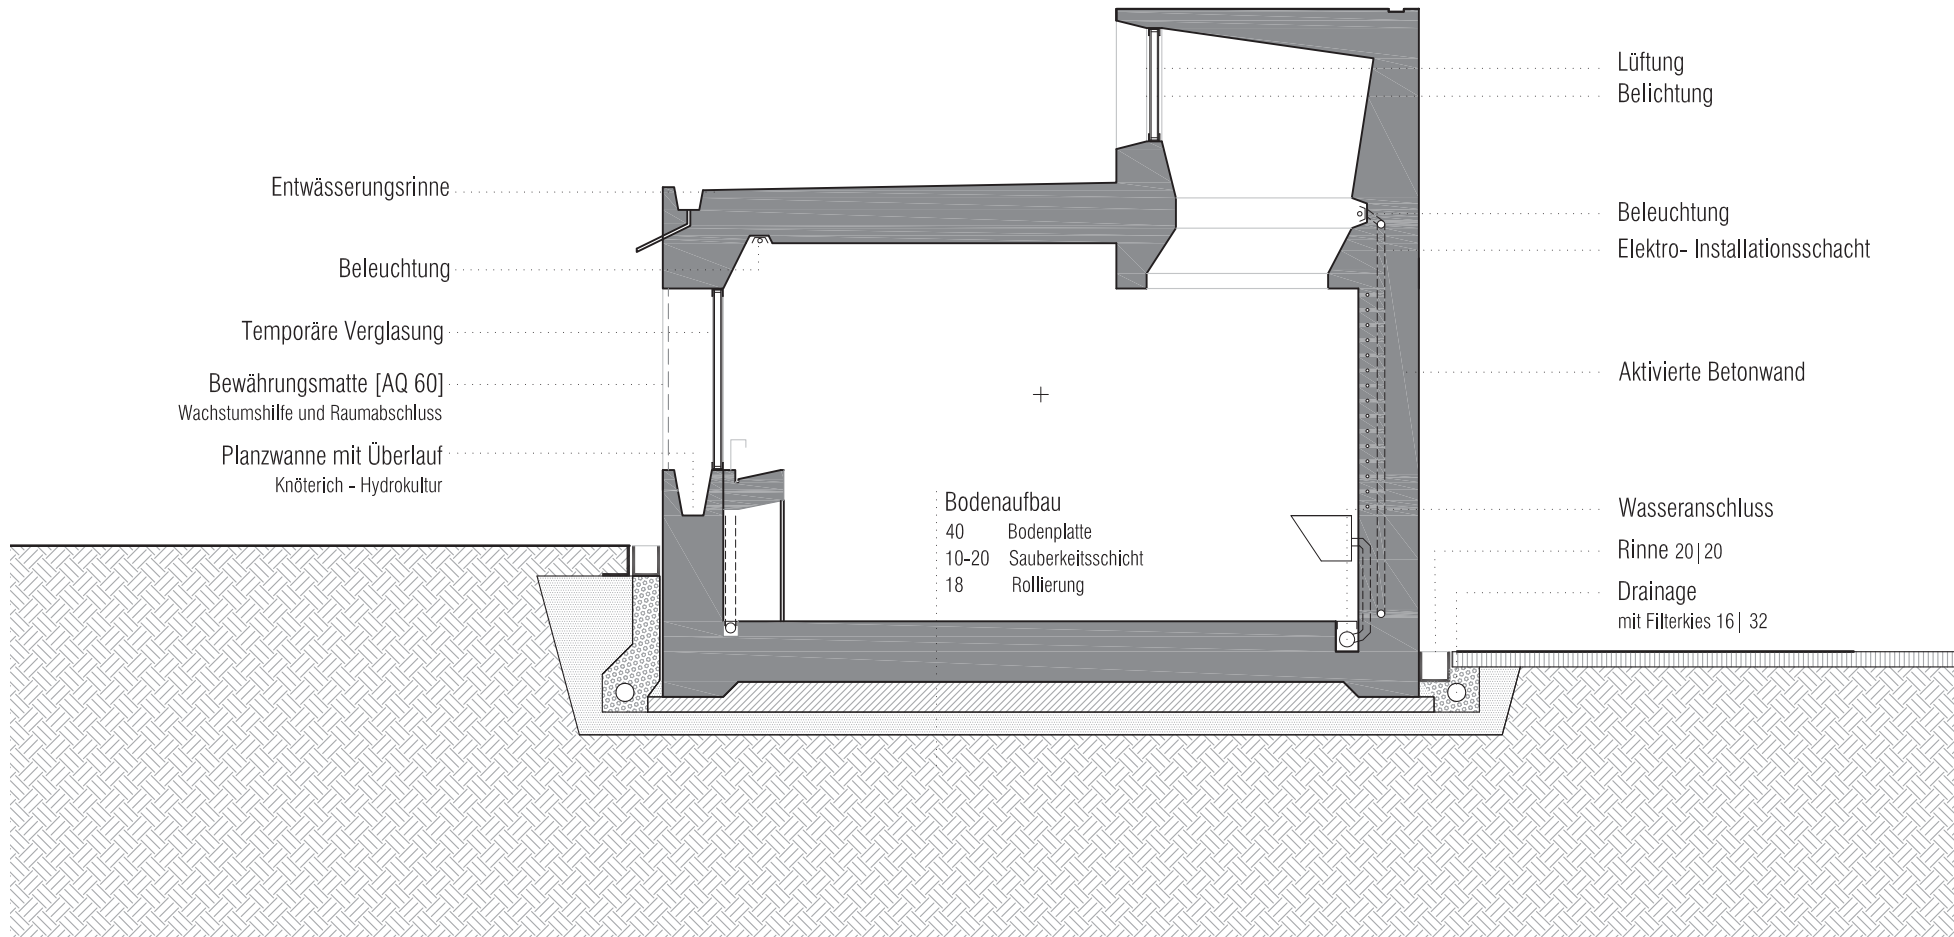 Entwässerungsrinne
Beleuchtung
Temporäre Verglasung
Bewährungsmatte [AQ 60]
Wachstumshilfe und Raumabschluss
Planzwanne mit Überlauf
Knöterich - Hydrokultur
Bodenaufbau
40 Bodenplatte
10-20 Sauberkeitsschicht
18 Rollierung
Lüftung
Belichtung
Beleuchtung
Elektro- Installationsschacht
Aktivierte Betonwand
Wasseranschluss
Rinne 20|20
Drainage
mit Filterkies 16| 32